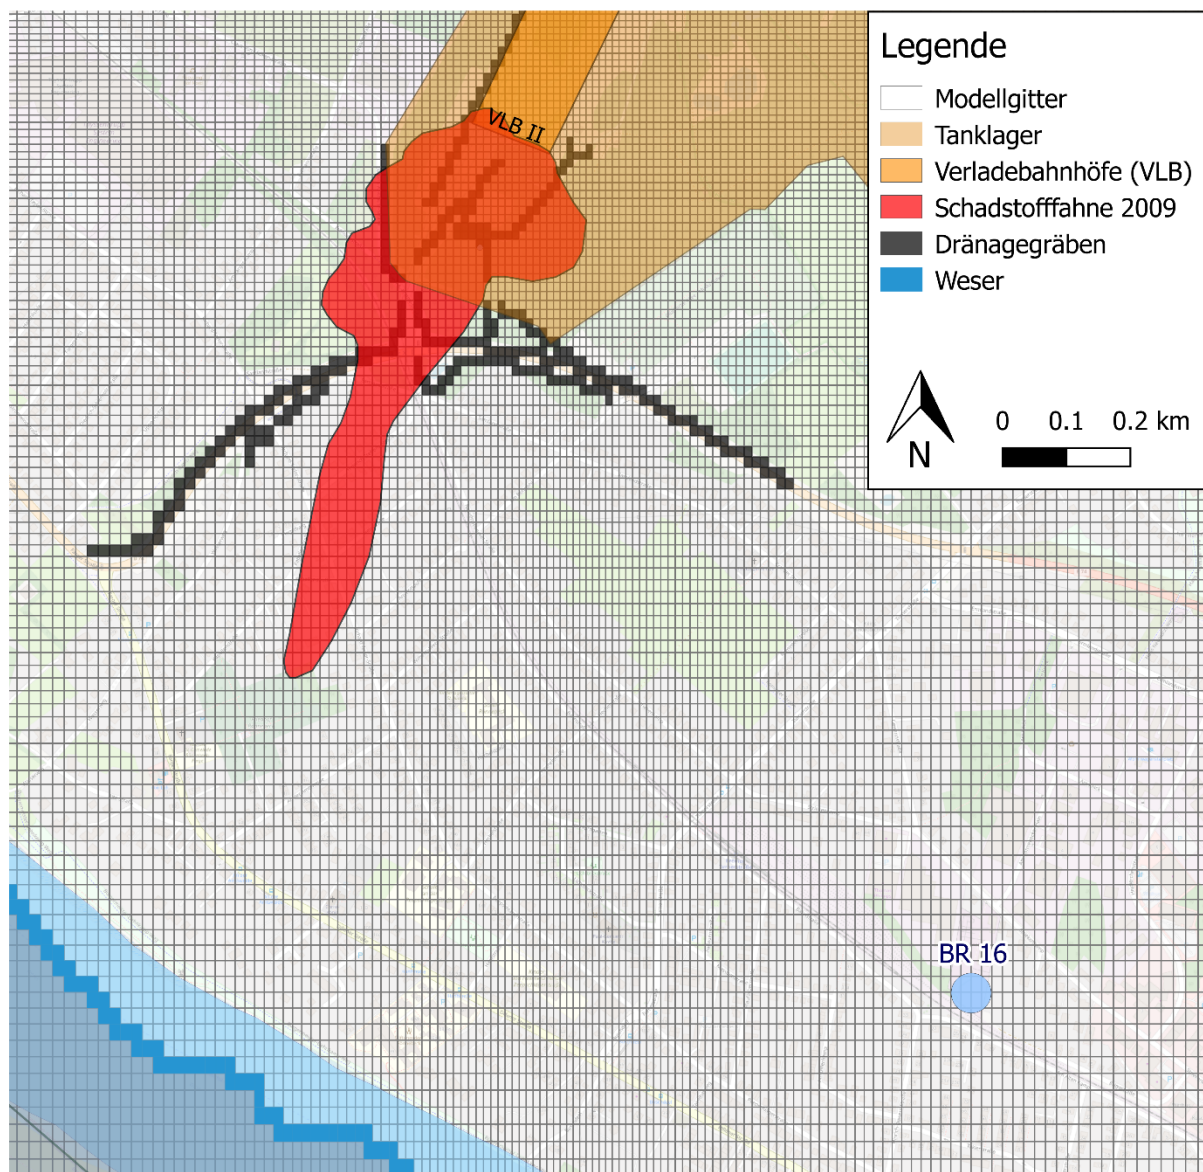 Legende
Modellgitter
Tanklager
Verladebahnhöfe (VLB)
Schadstofffahne 2009
Dränagegräben
Weser
N
0 0.1 0.2 km
VLB II
BR 16